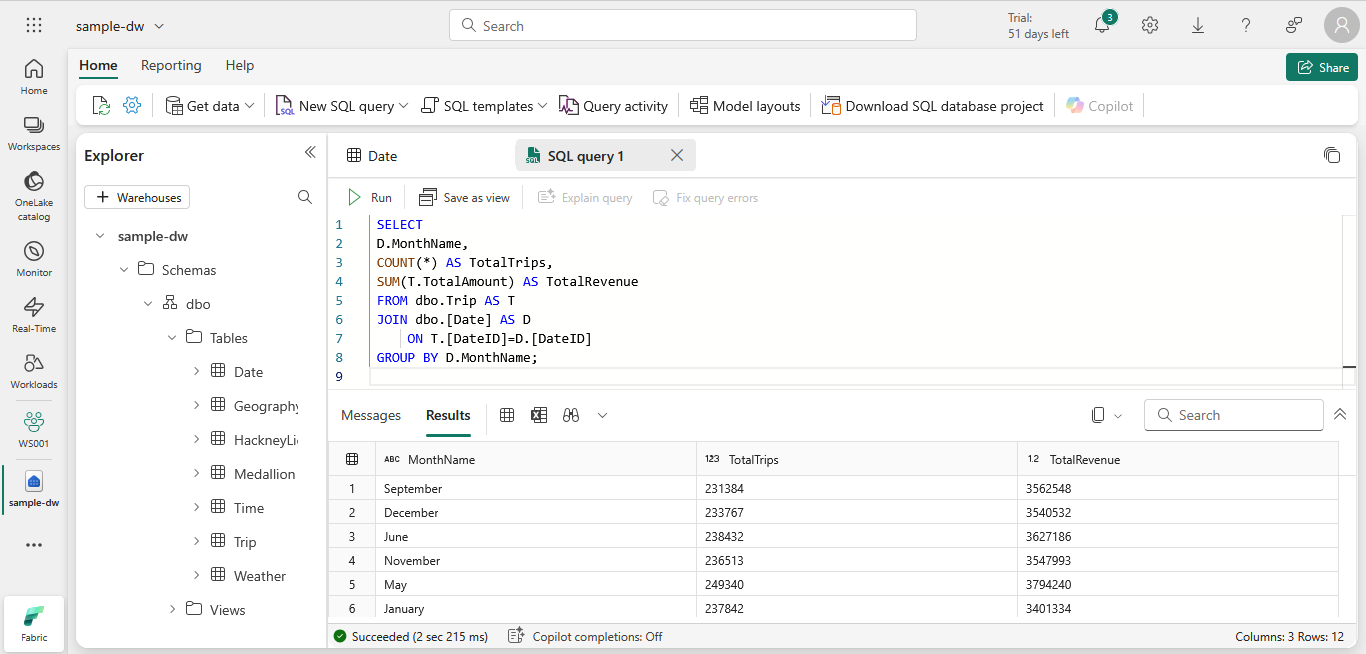 sample-dw
Search
Trial:
51 days left
3
Home
Reporting
Help
Share
Get data
New SQL query
SQL templates
Query activity
Model layouts
Download SQL database project
Copilot
Home
Workspaces
OneLake
catalog
Monitor
Real-Time
Workloads
WS001
sample-dw
Fabric
Explorer
Warehouses
sample-dw
Schemas
dbo
Tables
Date
Geography
HackneyLi
Medallion
Time
Trip
Weather
Views
Date
SQL query 1
Run
Save as view
Explain query
Fix query errors
1 SELECT
2 D.MonthName,
3 COUNT(*) AS TotalTrips,
4 SUM(T.TotalAmount) AS TotalRevenue
5 FROM dbo.Trip AS T
6 JOIN dbo.[Date] AS D
7 ON T.[DateID]=D.[DateID]
8 GROUP BY D.MonthName;
9
Messages
Results
Search
ABC MonthName 123 TotalTrips 1.2 TotalRevenue
1 September 231384 3562548
2 December 233767 3540532
3 June 238432 3627186
4 November 236513 3547993
5 May 249340 3794240
6 January 237842 3401334
Succeeded (2 sec 215 ms)
Copilot completions: Off
Columns: 3 Rows: 12